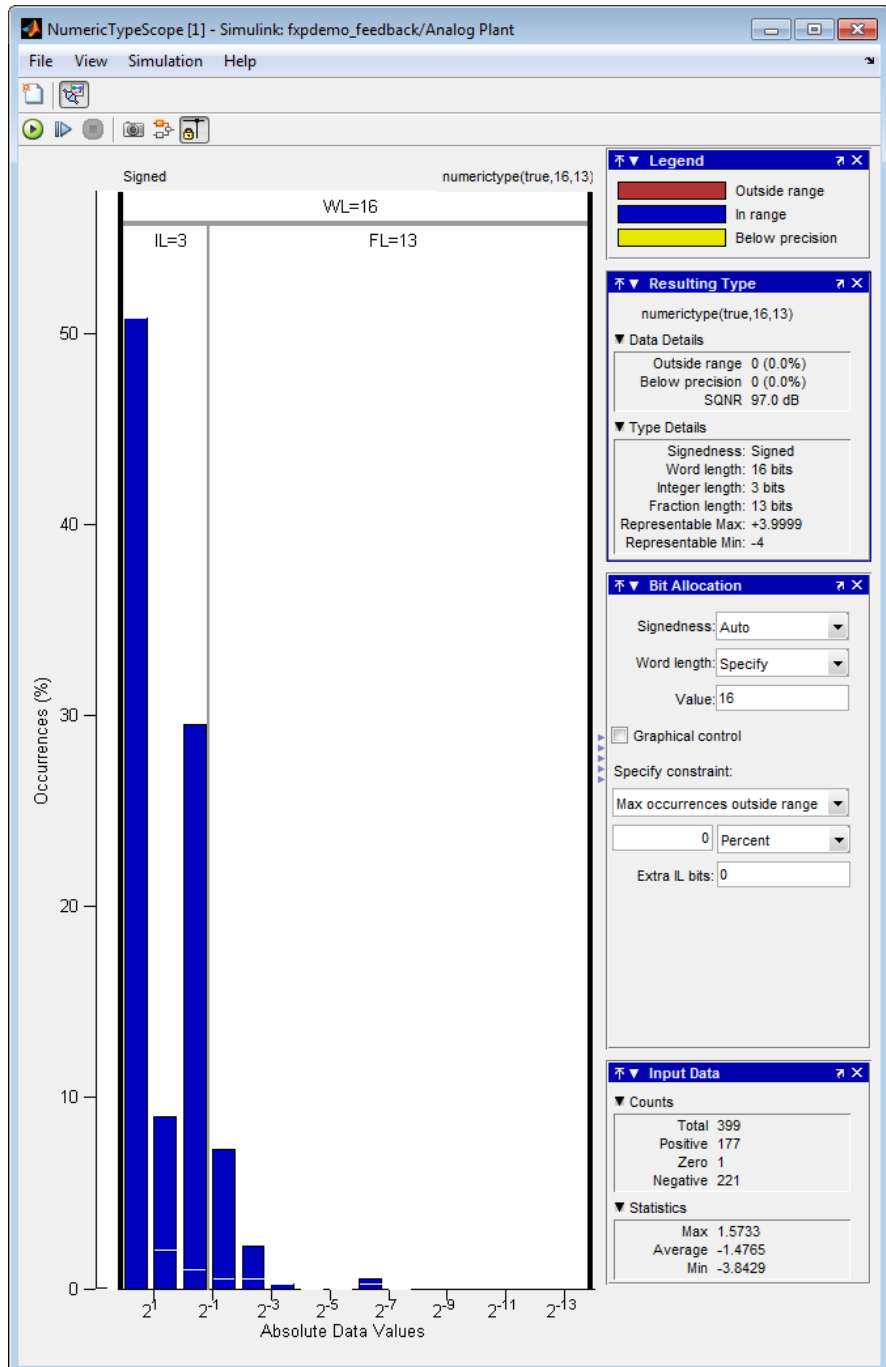 NumericTypeScope [1] - Simulink: fxpdemo_feedback/Analog Plant
File View Simulation Help
Signed numerictype(true,16,13)
WL=16
IL=3 FL=13
50
40
30
20
10
0
Occurrences (%)
2^1 2^-1 2^-3 2^-5 2^-7 2^-9 2^-11 2^-13
Absolute Data Values
Legend
Outside range
In range
Below precision
Resulting Type
numerictype(true,16,13)
Data Details
Outside range 0 (0.0%)
Below precision 0 (0.0%)
SQNR 97.0 dB
Type Details
Signedness: Signed
Word length: 16 bits
Integer length: 3 bits
Fraction length: 13 bits
Representable Max: +3.9999
Representable Min: -4
Bit Allocation
Signedness: Auto
Word length: Specify
Value: 16
Graphical control
Specify constraint:
Max occurrences outside range
0 Percent
Extra IL bits: 0
Input Data
Counts
Total 399
Positive 177
Zero 1
Negative 221
Statistics
Max 1.5733
Average -1.4765
Min -3.8429